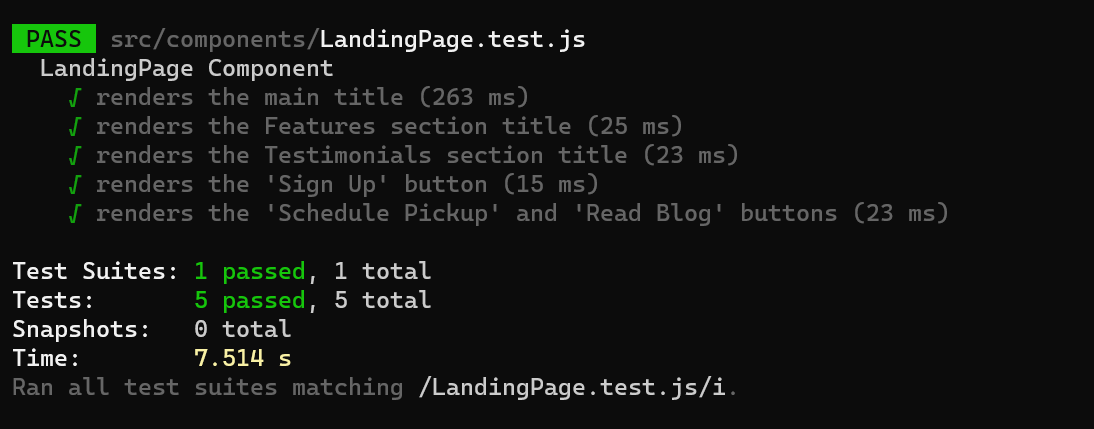 PASS src/components/LandingPage.test.js
LandingPage Component
√ renders the main title (263 ms)
√ renders the Features section title (25 ms)
√ renders the Testimonials section title (23 ms)
√ renders the 'Sign Up' button (15 ms)
√ renders the 'Schedule Pickup' and 'Read Blog' buttons (23 ms)
Test Suites: 1 passed, 1 total
Tests: 5 passed, 5 total
Snapshots: 0 total
Time: 7.514 s
Ran all test suites matching /LandingPage.test.js/i.